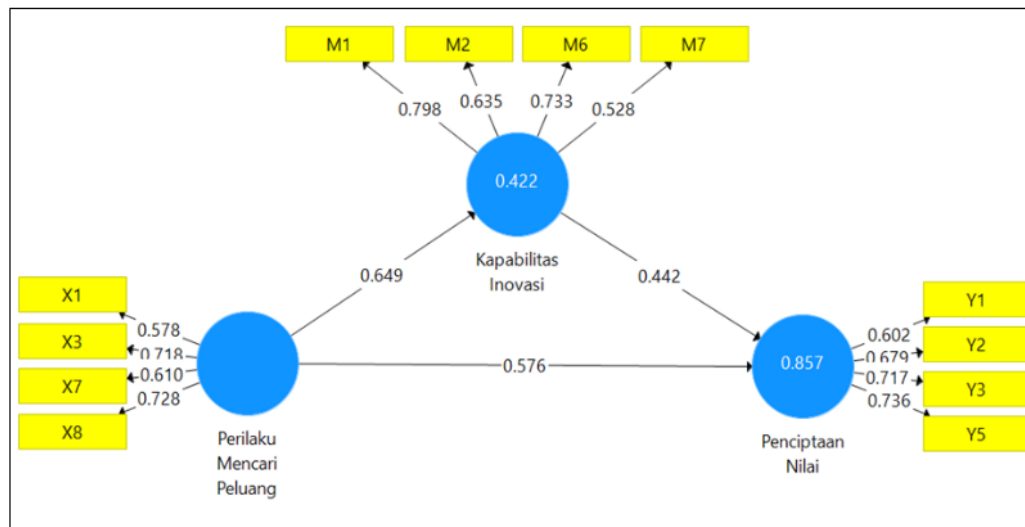 M1 M2 M6 M7
0.798 0.635 0.733 0.528
0.422
Kapabilitas
Inovasi
0.649
0.442
X1
X3
X7
X8
0.578
0.718
0.610
0.728
Perilaku
Mencari
Peluang
0.576
0.857
Penciptaan
Nilai
0.602
0.679
0.717
0.736
Y1
Y2
Y3
Y5